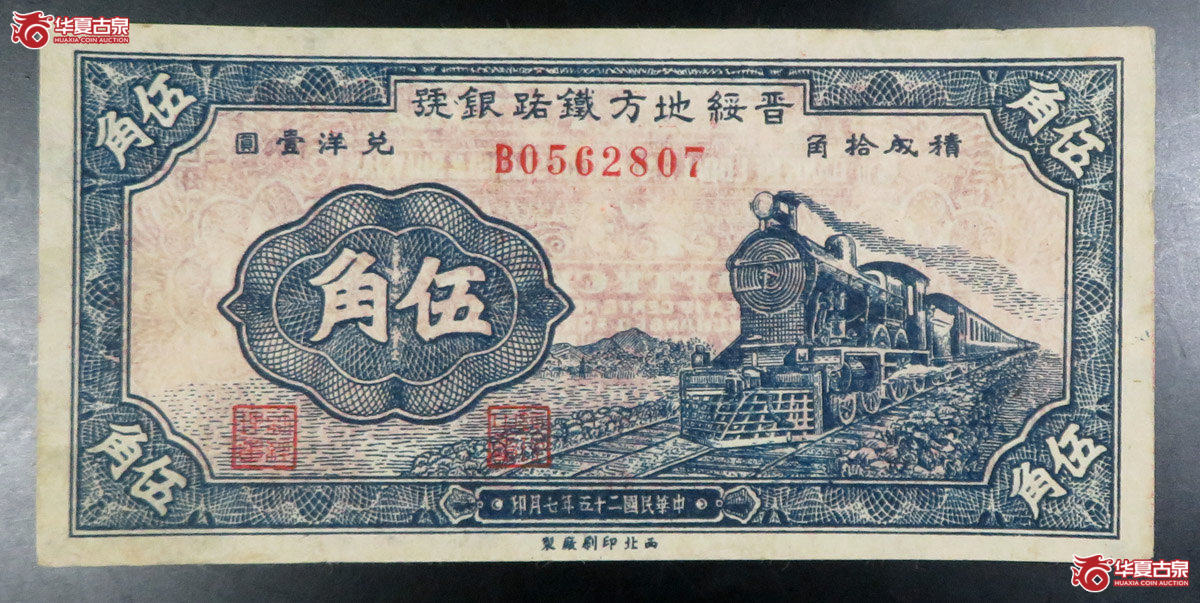 华夏古泉
HUAXIA COIN AUCTION
晉綏地方鐵路銀號
伍角
伍角
積成拾角
兌洋壹圓
B0562807
伍角
伍角
伍角
中華民國二十五年七月印
西北印刷廠製
华夏古泉
HUAXIA COIN AUCTION